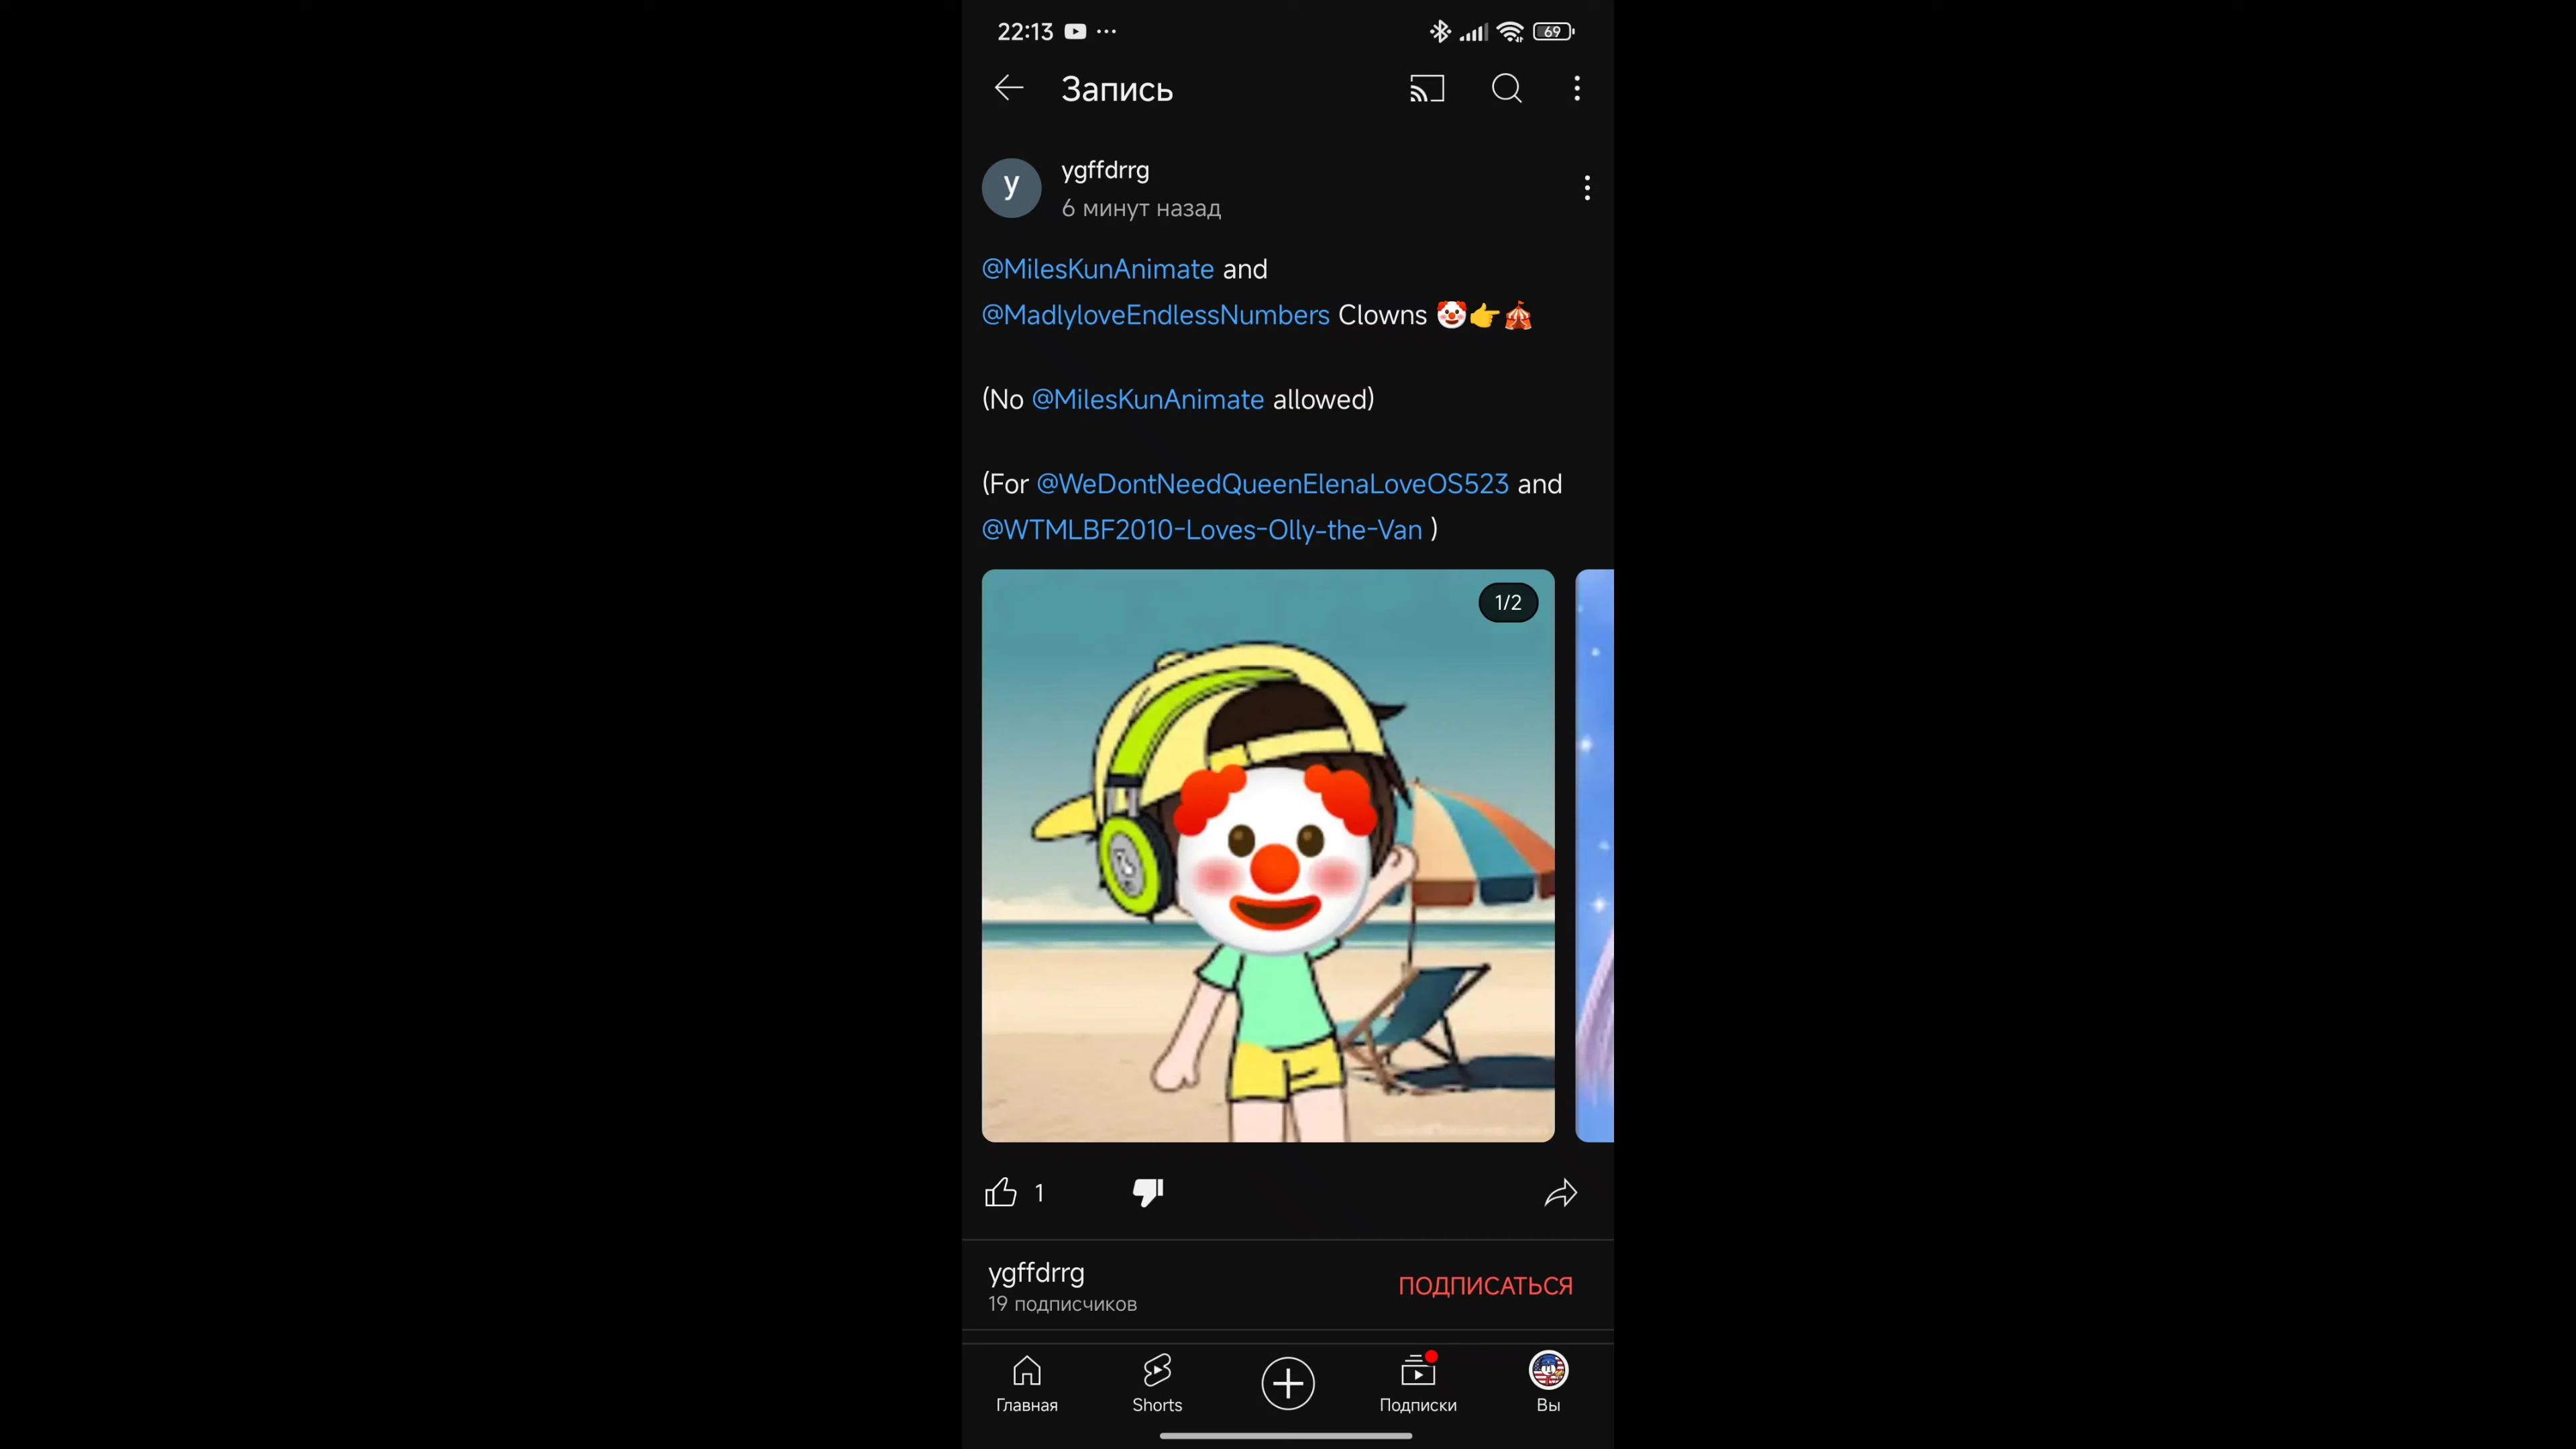 22:13
69
Запись
ygffdrrg
6 минут назад
@MilesKunAnimate and
@MadlyloveEndlessNumbers Clowns 🤡👉🎪
(No @MilesKunAnimate allowed)
(For @WeDontNeedQueenElenaLoveOS523 and
@WTMLBF2010-Loves-Olly-the-Van )
1/2
1
ygffdrrg
19 подписчиков
ПОДПИСАТЬСЯ
Главная
Shorts
Подписки
Вы